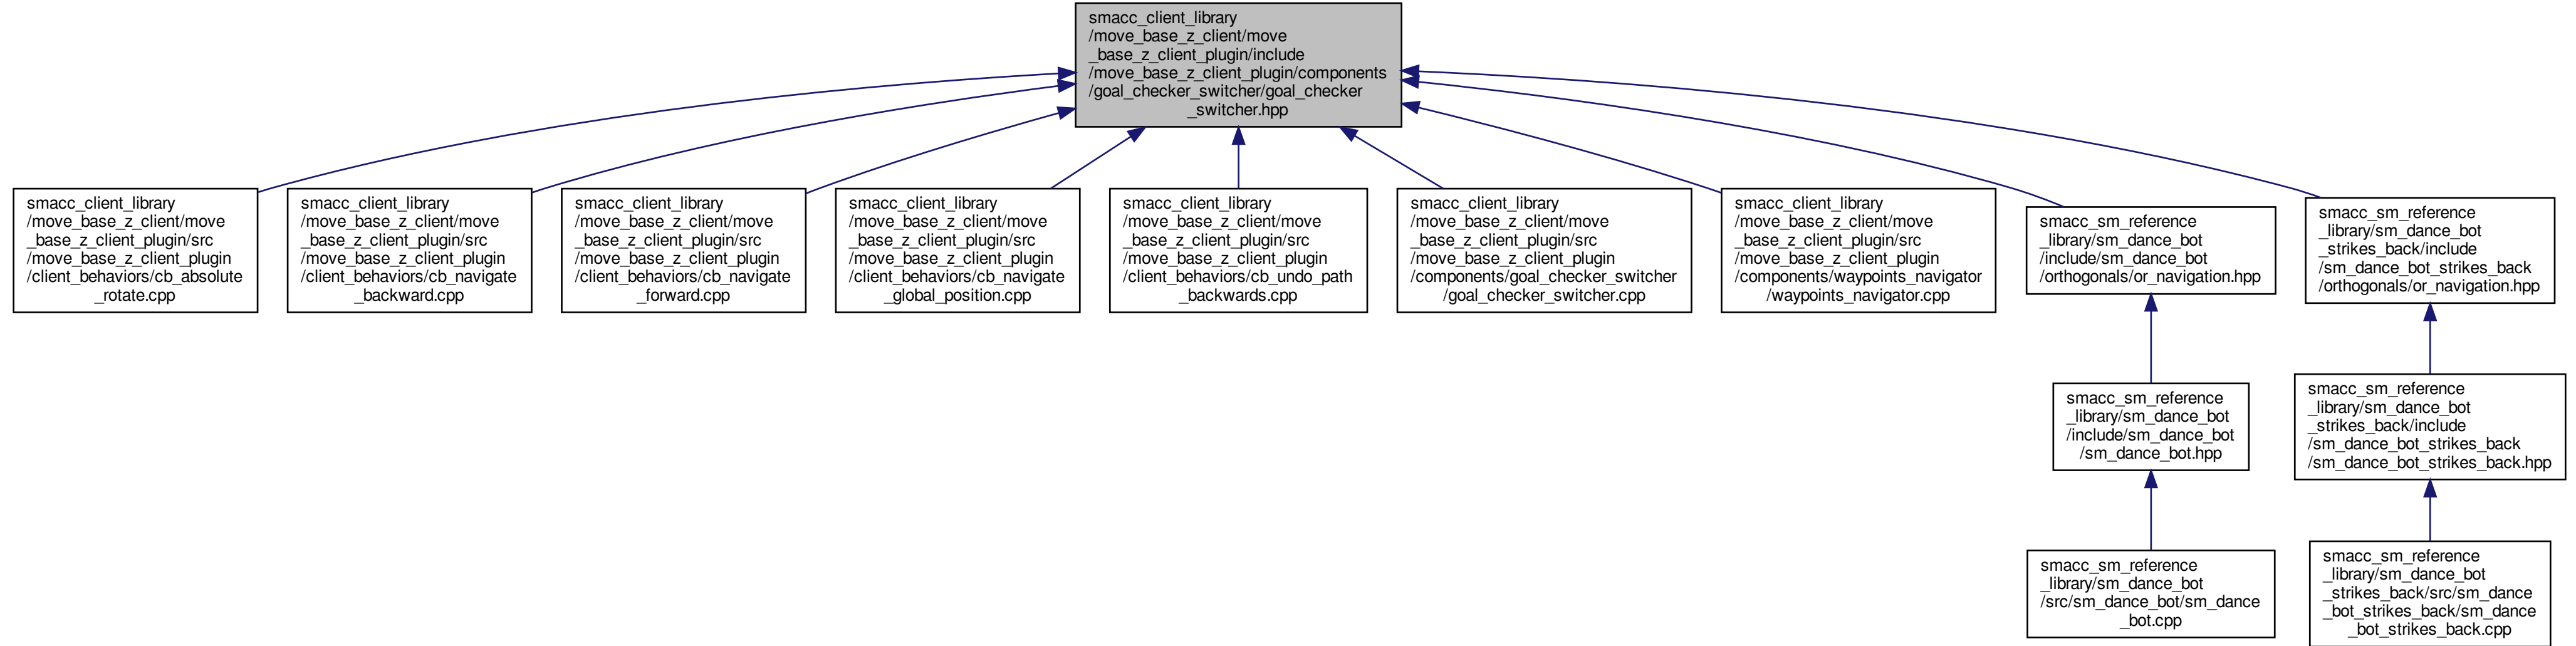 smacc_client_library
/move_base_z_client/move
_base_z_client_plugin/include
/move_base_z_client_plugin/components
/goal_checker_switcher/goal_checker
_switcher.hpp
smacc_client_library
/move_base_z_client/move
_base_z_client_plugin/src
/move_base_z_client_plugin
/client_behaviors/cb_absolute
_rotate.cpp
smacc_client_library
/move_base_z_client/move
_base_z_client_plugin/src
/move_base_z_client_plugin
/client_behaviors/cb_navigate
_backward.cpp
smacc_client_library
/move_base_z_client/move
_base_z_client_plugin/src
/move_base_z_client_plugin
/client_behaviors/cb_navigate
_forward.cpp
smacc_client_library
/move_base_z_client/move
_base_z_client_plugin/src
/move_base_z_client_plugin
/client_behaviors/cb_navigate
_global_position.cpp
smacc_client_library
/move_base_z_client/move
_base_z_client_plugin/src
/move_base_z_client_plugin
/client_behaviors/cb_undo_path
_backwards.cpp
smacc_client_library
/move_base_z_client/move
_base_z_client_plugin/src
/move_base_z_client_plugin
/components/goal_checker_switcher
/goal_checker_switcher.cpp
smacc_client_library
/move_base_z_client/move
_base_z_client_plugin/src
/move_base_z_client_plugin
/components/waypoints_navigator
/waypoints_navigator.cpp
smacc_sm_reference
_library/sm_dance_bot
/include/sm_dance_bot
/orthogonals/or_navigation.hpp
smacc_sm_reference
_library/sm_dance_bot
_strikes_back/include
/sm_dance_bot_strikes_back
/orthogonals/or_navigation.hpp
smacc_sm_reference
_library/sm_dance_bot
/include/sm_dance_bot
/sm_dance_bot.hpp
smacc_sm_reference
_library/sm_dance_bot
_strikes_back/include
/sm_dance_bot_strikes_back
/sm_dance_bot_strikes_back.hpp
smacc_sm_reference
_library/sm_dance_bot
/src/sm_dance_bot/sm_dance
_bot.cpp
smacc_sm_reference
_library/sm_dance_bot
_strikes_back/src/sm_dance
_bot_strikes_back/sm_dance
_bot_strikes_back.cpp